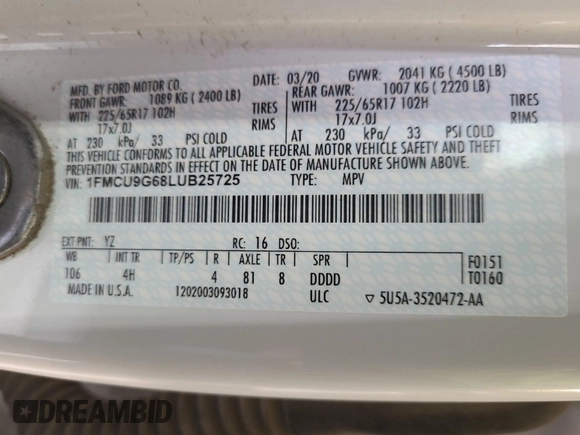 MFD. BY FORD MOTOR CO. DATE: 03/20 GVWR: 2041 KG ( 4500 LB)
FRONT GAWR: 1089 KG ( 2400 LB) REAR GAWR: 1007 KG ( 2220 LB)
WITH 225/65R17 102H TIRES WITH 225/65R17 102H TIRES
17x7.0J RIMS 17x7.0J RIMS
AT 230 kPa/ 33 PSI COLD AT 230 kPa/ 33 PSI COLD
THIS VEHICLE CONFORMS TO ALL APPLICABLE FEDERAL MOTOR VEHICLE SAFETY AND THEFT
PREVENTION STANDARDS IN EFFECT ON THE DATE OF MANUFACTURE SHOWN ABOVE.
VIN: 1FMCU9G68LUB25725 TYPE: MPV
EXT PNT: YZ RC: 16 DSO:
WB INT TR TP/PS R AXLE TR SPR F0151
106 4H 4 81 8 DDDD T0160
MADE IN U.S.A. 1202003093018 ULC ▽ 5U5A-3520472-AA
DREAMBID